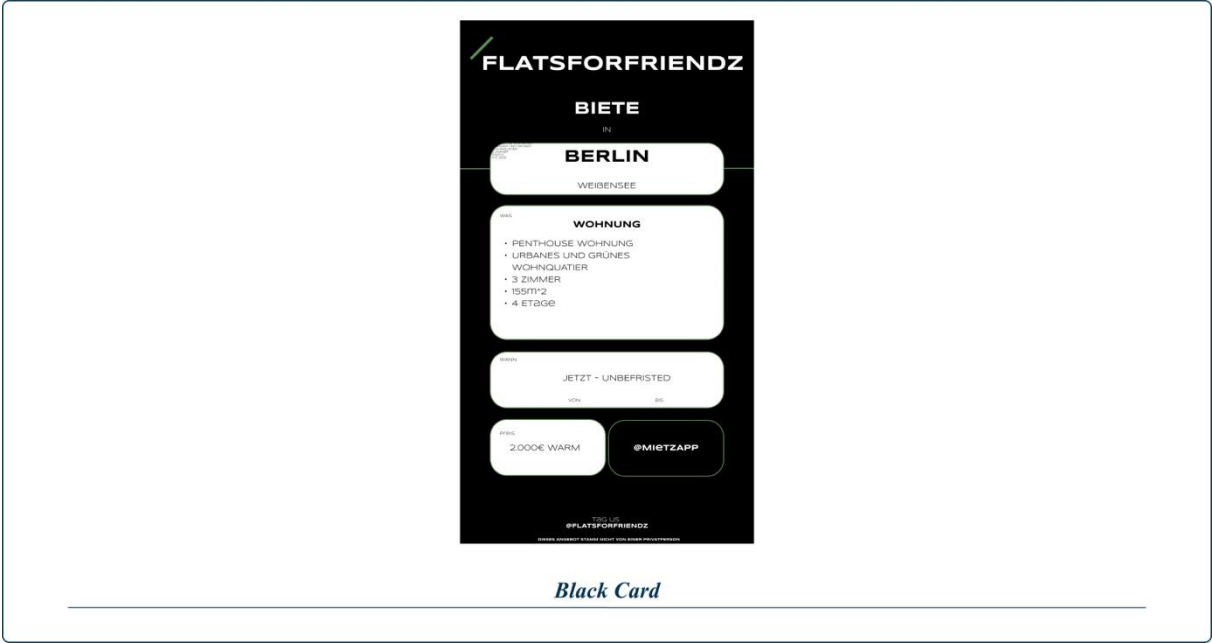 FLATSFORFRIENDZ
BIETE
IN
BERLIN
WEIßENSEE
WAS
WOHNUNG
• PENTHOUSE WOHNUNG
• URBANES UND GRÜNES
WOHNQUATIER
• 3 ZIMMER
• 155m^2
• 4 ETAGE
WANN
JETZT - UNBEFRISTED
VON BIS
PREIS
2.000€ WARM
@MIETZAPP
TAG US
@FLATSFORFRIENDZ
DIESES ANGEBOT STAMM NICHT VON EINER PRIVATPERSON
Black Card